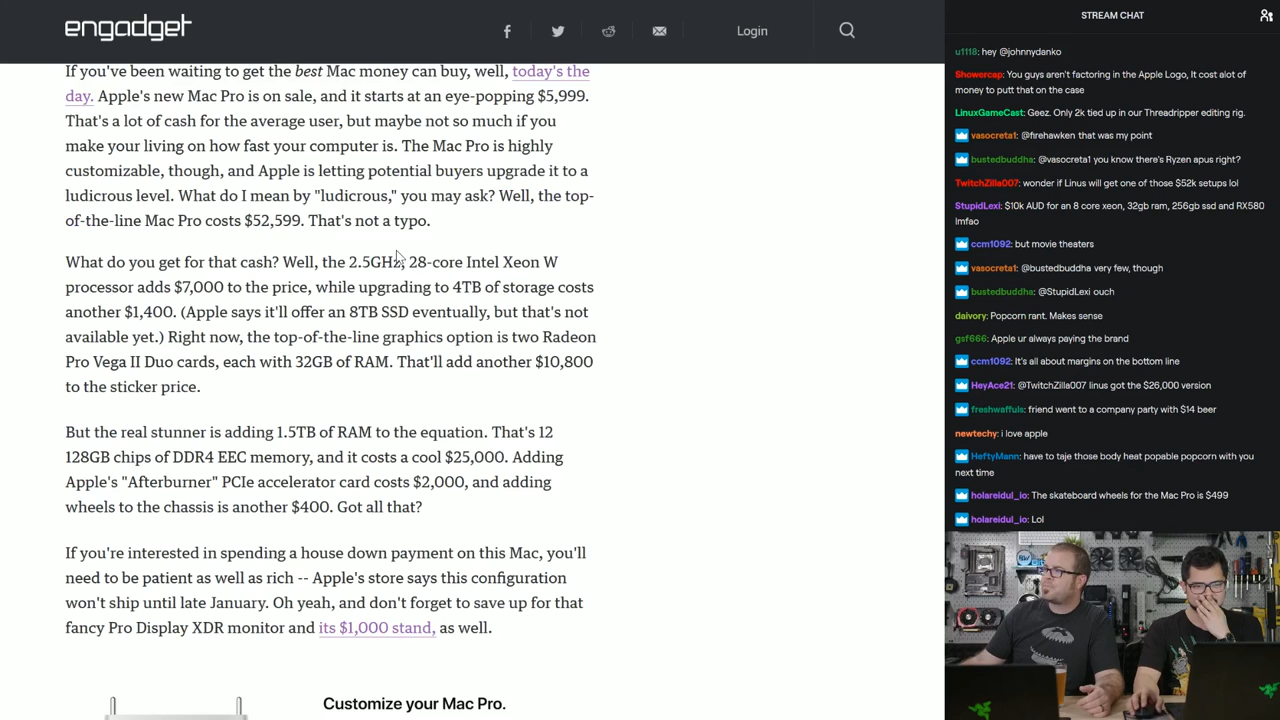 engadget
Login
If you've been waiting to get the best Mac money can buy, well, today's the
day. Apple's new Mac Pro is on sale, and it starts at an eye-popping $5,999.
That's a lot of cash for the average user, but maybe not so much if you
make your living on how fast your computer is. The Mac Pro is highly
customizable, though, and Apple is letting potential buyers upgrade it to a
ludicrous level. What do I mean by "ludicrous," you may ask? Well, the top-
of-the-line Mac Pro costs $52,599. That's not a typo.
What do you get for that cash? Well, the 2.5GHz, 28-core Intel Xeon W
processor adds $7,000 to the price, while upgrading to 4TB of storage costs
another $1,400. (Apple says it'll offer an 8TB SSD eventually, but that's not
available yet.) Right now, the top-of-the-line graphics option is two Radeon
Pro Vega II Duo cards, each with 32GB of RAM. That'll add another $10,800
to the sticker price.
But the real stunner is adding 1.5TB of RAM to the equation. That's 12
128GB chips of DDR4 EEC memory, and it costs a cool $25,000. Adding
Apple's "Afterburner" PCIe accelerator card costs $2,000, and adding
wheels to the chassis is another $400. Got all that?
If you're interested in spending a house down payment on this Mac, you'll
need to be patient as well as rich -- Apple's store says this configuration
won't ship until late January. Oh yeah, and don't forget to save up for that
fancy Pro Display XDR monitor and its $1,000 stand, as well.
Customize your Mac Pro.
STREAM CHAT
u1118: hey @johnnydanko
Showercap: You guys aren't factoring in the Apple Logo, It cost alot of
money to putt that on the case
LinuxGameCast: Geez. Only 2k tied up in our Threadripper editing rig.
vasocreta1: @firehawken that was my point
bustedbuddha: @vasocreta1 you know there's Ryzen apus right?
TwitchZilla007: wonder if Linus will get one of those $52k setups lol
StupidLexi: $10k AUD for an 8 core xeon, 32gb ram, 256gb ssd and RX580
lmfao
ccm1092: but movie theaters
vasocreta1: @bustedbuddha very few, though
bustedbuddha: @StupidLexi ouch
daivory: Popcorn rant. Makes sense
gsf666: Apple ur always paying the brand
ccm1092: It's all about margins on the bottom line
HeyAce21: @TwitchZilla007 linus got the $26,000 version
freshwaffuls: friend went to a company party with $14 beer
newtechy: i love apple
HeftyMann: have to taje those body heat popable popcorn with you
next time
holareidul_io: The skateboard wheels for the Mac Pro is $499
holareidul_io: Lol